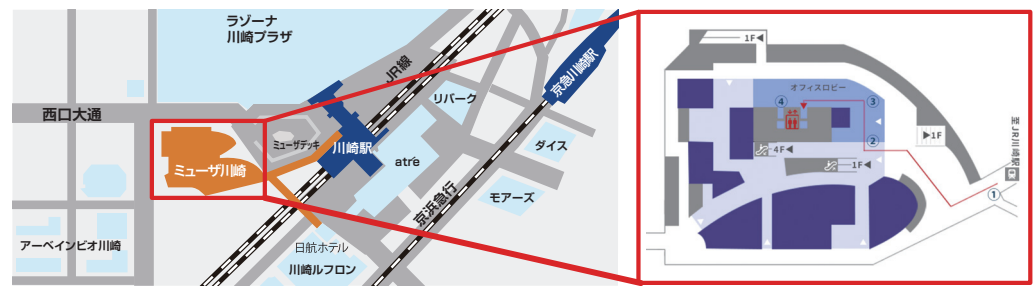 ラゾーナ
川崎プラザ
JR線
京急川崎駅
西口大通
リパーク
ミューザデッキ
川崎駅
atré
ダイス
ミューザ川崎
京浜急行
モアーズ
アーベインビオ川崎
日航ホテル
川崎ルフロン
1F◀
オフィスロビー
④
③
②
▶1F
4F◀
1F◀
至JR川崎駅
①